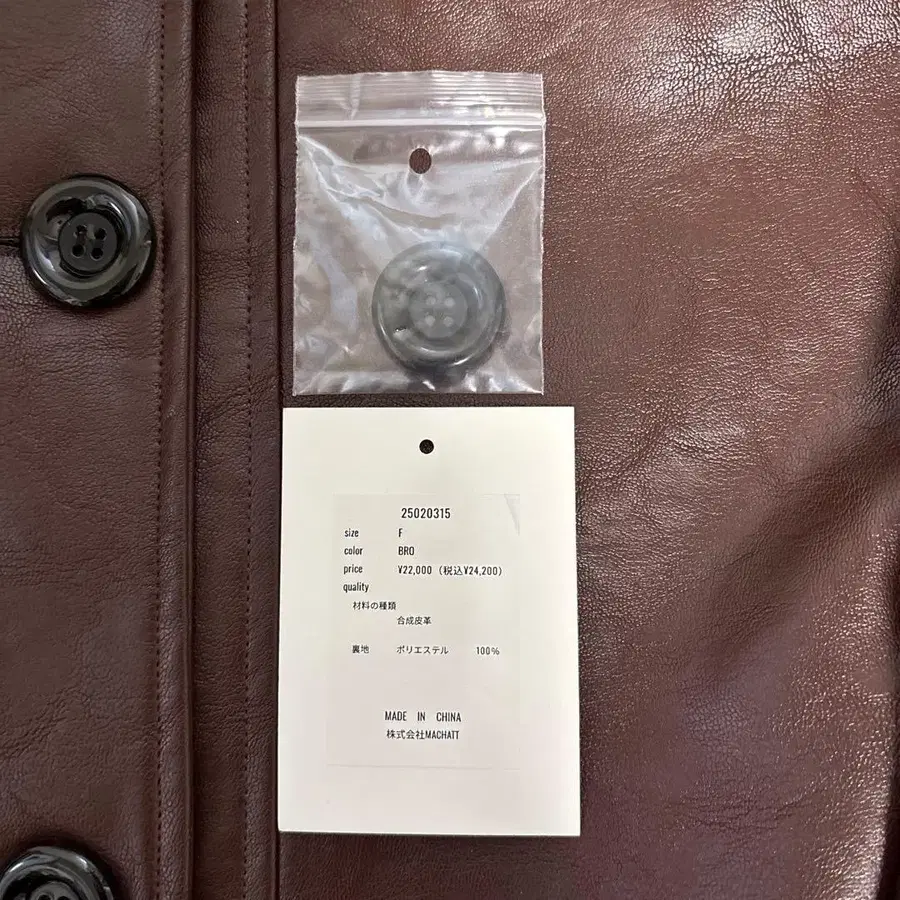 25020315
size F
color BRO
price ¥22,000（税込¥24,200）
quality
材料の種類
合成皮革
裏地 ポリエステル 100%
MADE IN CHINA
株式会社MACHATT